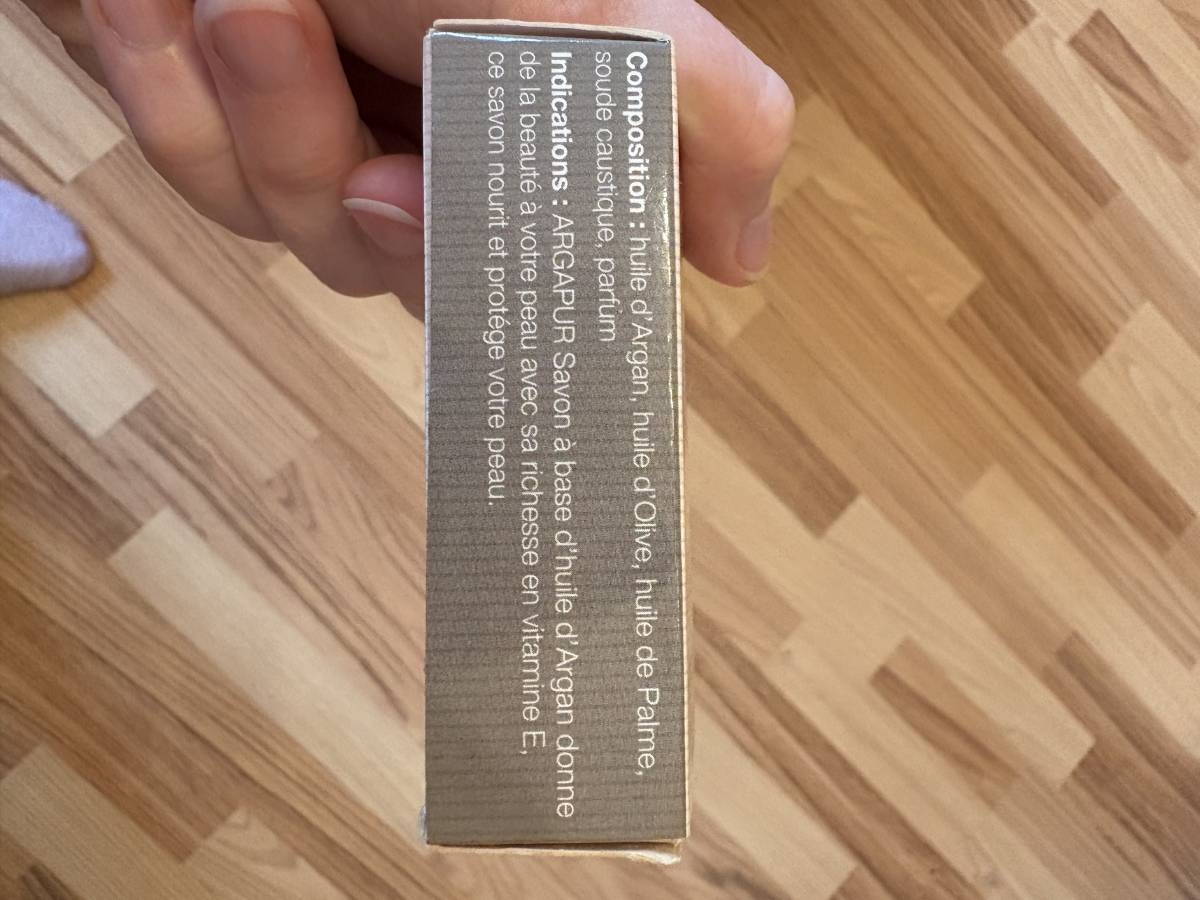 Composition : huile d'Argan, huile d'Olive, huile de Palme,
soude caustique, parfum
Indications : ARGAPUR Savon à base d'huile d'Argan donne
de la beauté à votre peau avec sa richesse en vitamine E,
ce savon nourit et protége votre peau.